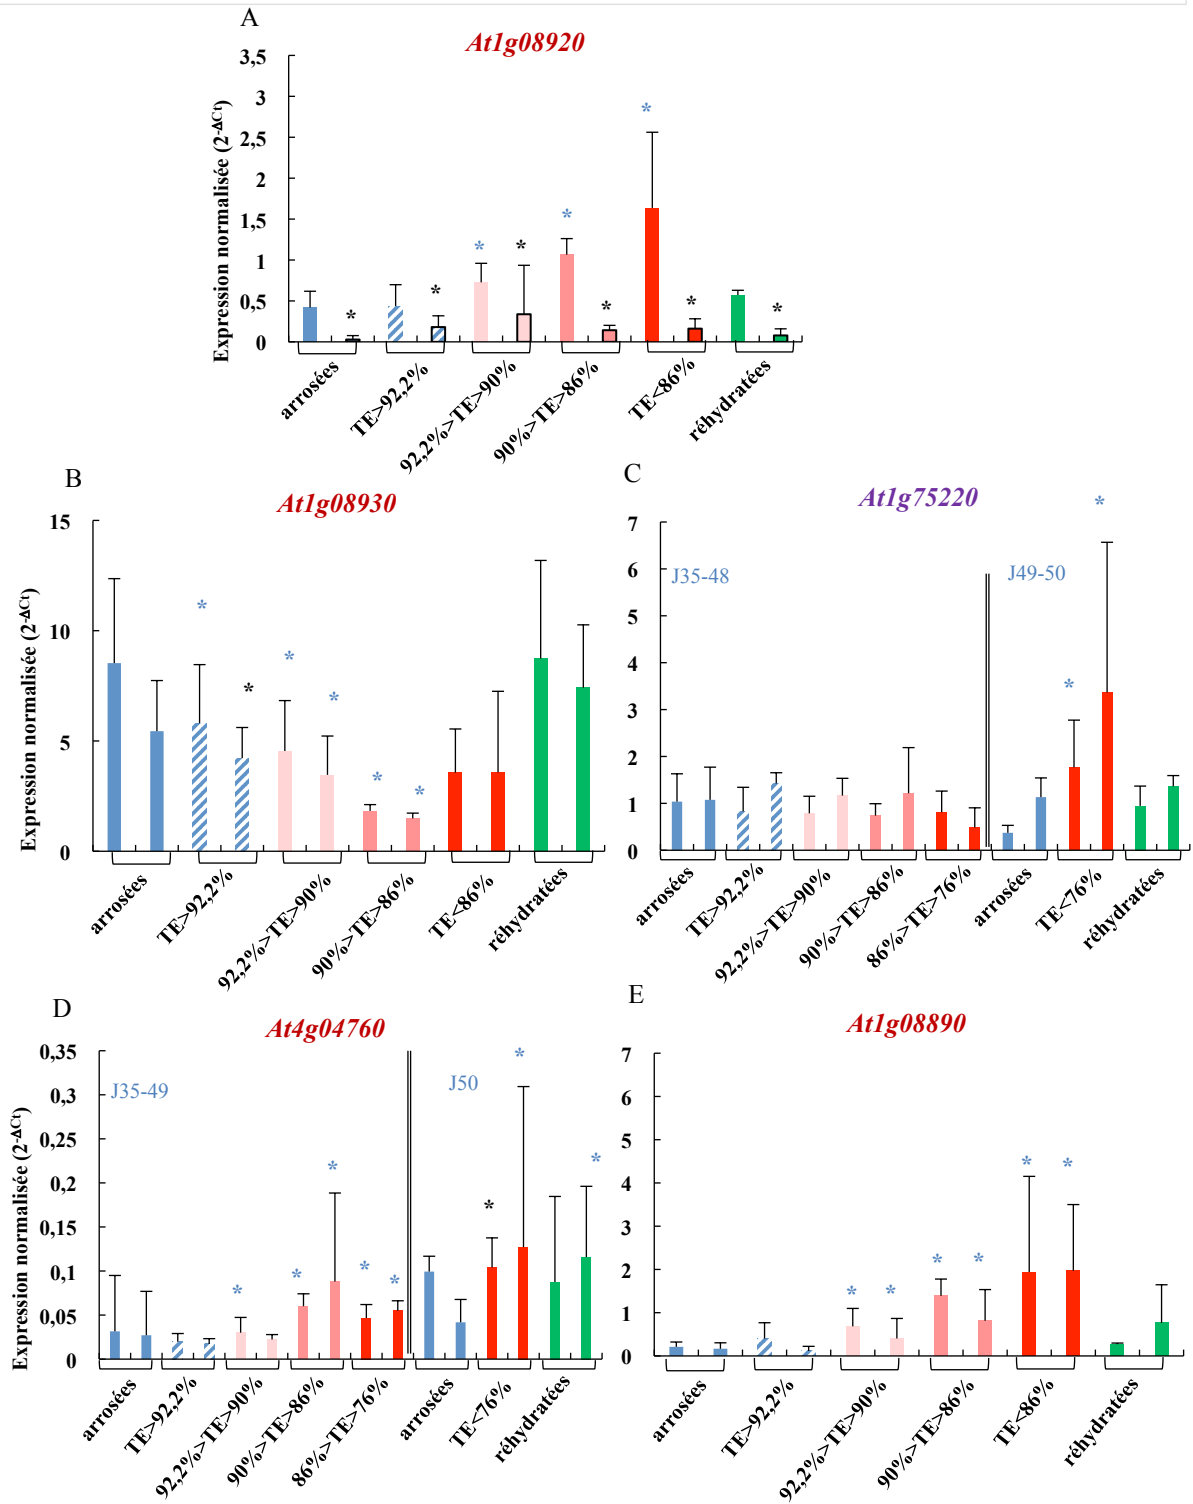 A
At1g08920
Expression normalisée (2-ΔCt)
3,5
3
2,5
2
1,5
1
0,5
0
* * * * * * * * *
arrosées
TE>92,2%
92,2%>TE>90%
90%>TE>86%
TE<86%
réhydratées
B
At1g08930
Expression normalisée (2-ΔCt)
15
10
5
0
* * * * * *
arrosées
TE>92,2%
92,2%>TE>90%
90%>TE>86%
TE<86%
réhydratées
C
At1g75220
7
6
5
4
3
2
1
0
J35-48
J49-50
* *
arrosées
TE>92,2%
92,2%>TE>90%
90%>TE>86%
86%>TE>76%
arrosées
TE<76%
réhydratées
D
At4g04760
Expression normalisée (2-ΔCt)
0,35
0,3
0,25
0,2
0,15
0,1
0,05
0
J35-49
J50
* * * * * * * *
arrosées
TE>92,2%
92,2%>TE>90%
90%>TE>86%
86%>TE>76%
arrosées
TE<76%
réhydratées
E
At1g08890
7
6
5
4
3
2
1
0
* * * * * *
arrosées
TE>92,2%
92,2%>TE>90%
90%>TE>86%
TE<86%
réhydratées